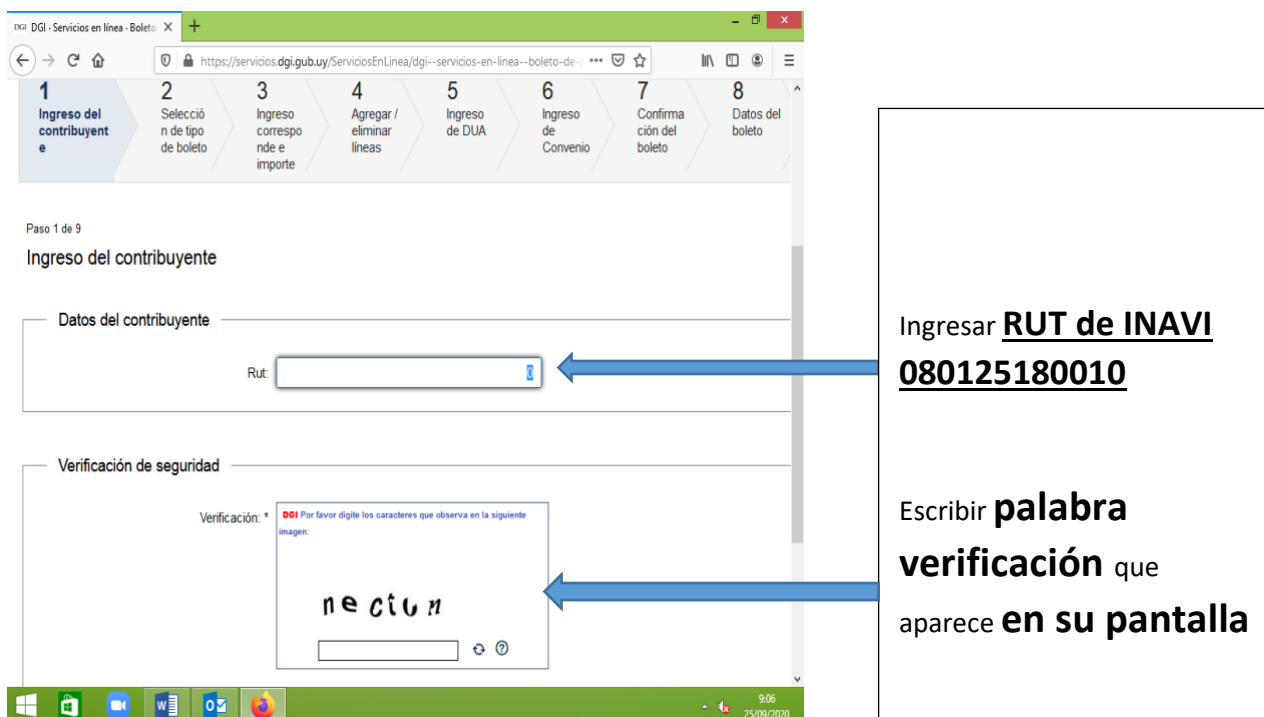 DGI DGI - Servicios en línea - Boleto
https://servicios.dgi.gub.uy/ServiciosEnLinea/dgi--servicios-en-linea--boleto-de-
1
Ingreso del
contribuyent
e
2
Selecció
n de tipo
de boleto
3
Ingreso
correspo
nde e
importe
4
Agregar /
eliminar
líneas
5
Ingreso
de DUA
6
Ingreso
de
Convenio
7
Confirma
ción del
boleto
8
Datos del
boleto
Paso 1 de 9
Ingreso del contribuyente
Datos del contribuyente
Rut: 0
Verificación de seguridad
Verificación: * DGI Por favor digite los caracteres que observa en la siguiente
imagen:
Ingresar RUT de INAVI
080125180010
Escribir palabra
verificación que
aparece en su pantalla
9:06
25/09/2020